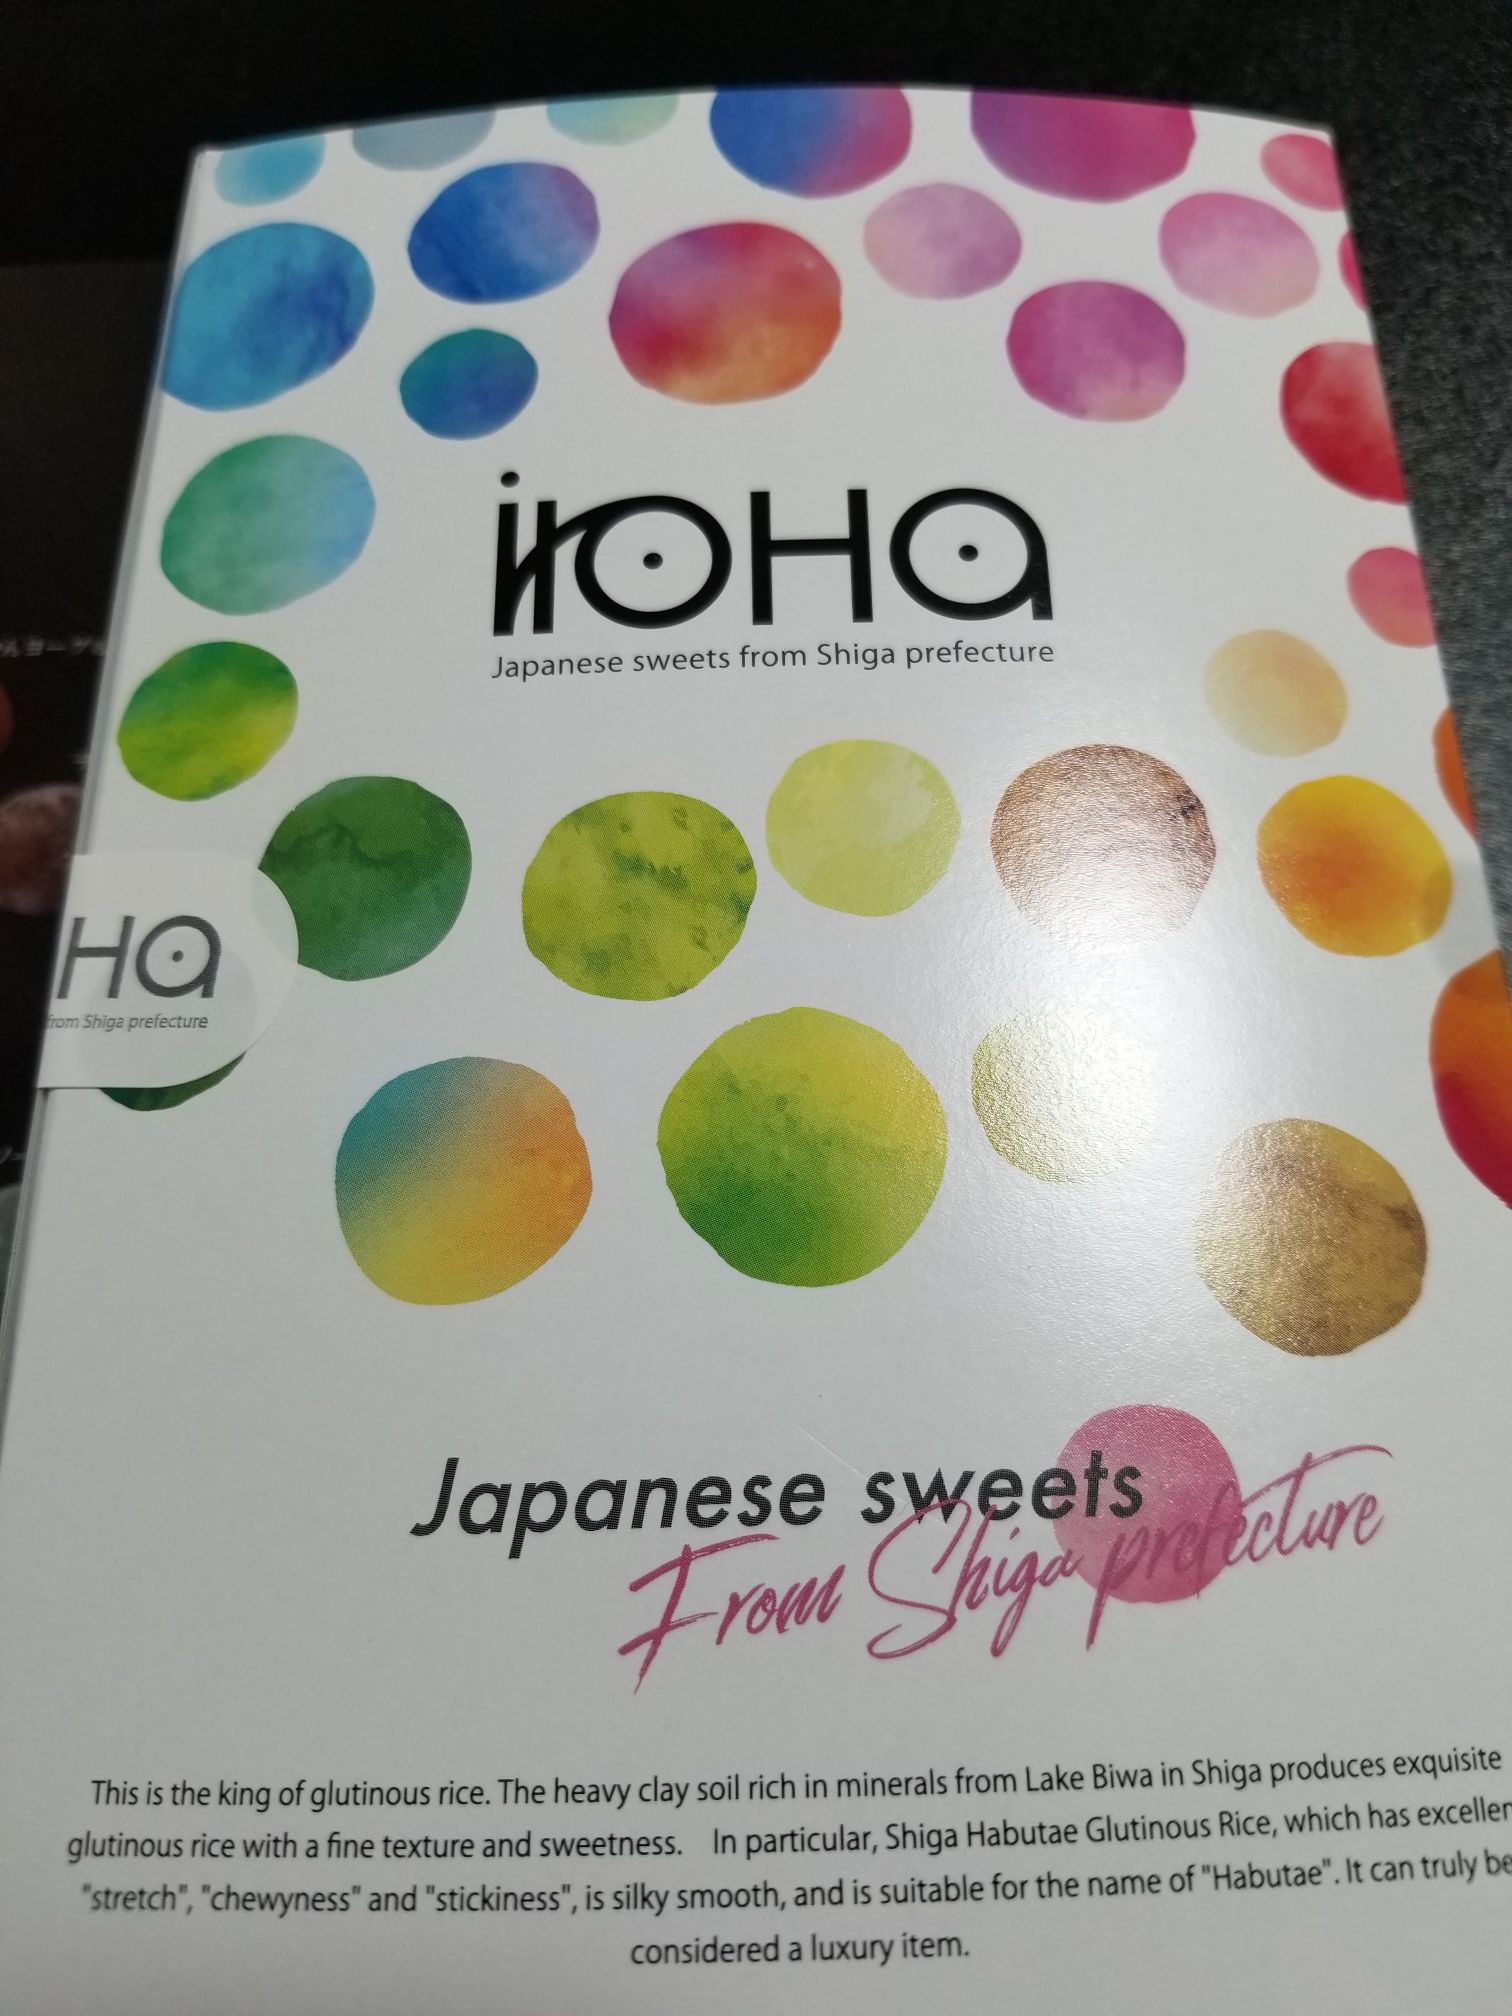 iroha
Japanese sweets from Shiga prefecture
Ha
from Shiga prefecture
Japanese sweets
From Shiga prefecture
This is the king of glutinous rice. The heavy clay soil rich in minerals from Lake Biwa in Shiga produces exquisite
glutinous rice with a fine texture and sweetness. In particular, Shiga Habutae Glutinous Rice, which has excellen
"stretch", "chewyness" and "stickiness", is silky smooth, and is suitable for the name of "Habutae". It can truly be
considered a luxury item.